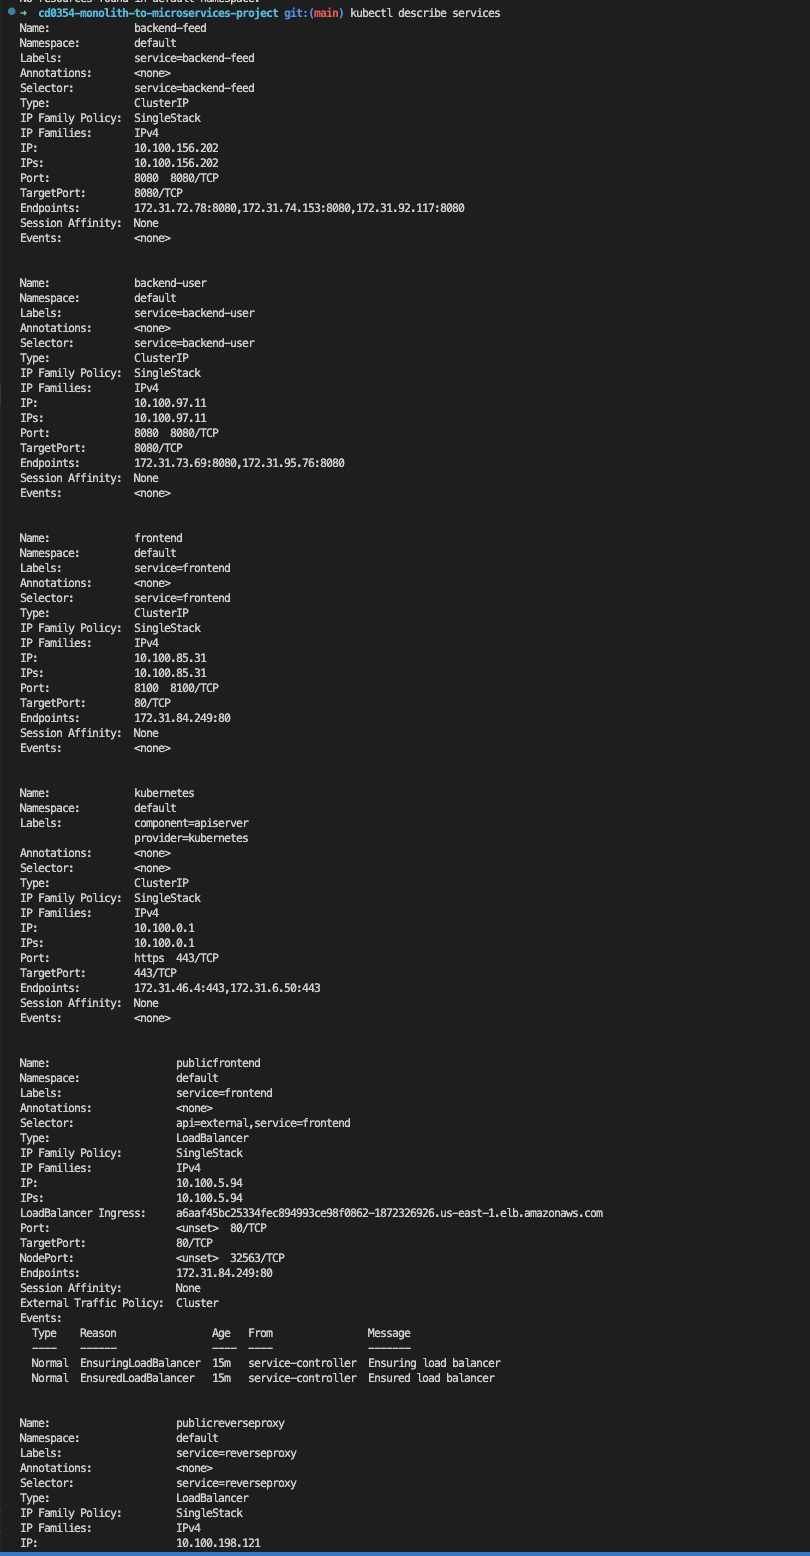 ➜  cd0354-monolith-to-microservices-project git:(main) kubectl describe services
Name:              backend-feed
Namespace:         default
Labels:            service=backend-feed
Annotations:       <none>
Selector:          service=backend-feed
Type:              ClusterIP
IP Family Policy:  SingleStack
IP Families:       IPv4
IP:                10.100.156.202
IPs:               10.100.156.202
Port:              8080  8080/TCP
TargetPort:        8080/TCP
Endpoints:         172.31.72.78:8080,172.31.74.153:8080,172.31.92.117:8080
Session Affinity:  None
Events:            <none>
Name:              backend-user
Namespace:         default
Labels:            service=backend-user
Annotations:       <none>
Selector:          service=backend-user
Type:              ClusterIP
IP Family Policy:  SingleStack
IP Families:       IPv4
IP:                10.100.97.11
IPs:               10.100.97.11
Port:              8080  8080/TCP
TargetPort:        8080/TCP
Endpoints:         172.31.73.69:8080,172.31.95.76:8080
Session Affinity:  None
Events:            <none>
Name:              frontend
Namespace:         default
Labels:            service=frontend
Annotations:       <none>
Selector:          service=frontend
Type:              ClusterIP
IP Family Policy:  SingleStack
IP Families:       IPv4
IP:                10.100.85.31
IPs:               10.100.85.31
Port:              8100  8100/TCP
TargetPort:        80/TCP
Endpoints:         172.31.84.249:80
Session Affinity:  None
Events:            <none>
Name:              kubernetes
Namespace:         default
Labels:            component=apiserver
                   provider=kubernetes
Annotations:       <none>
Selector:          <none>
Type:              ClusterIP
IP Family Policy:  SingleStack
IP Families:       IPv4
IP:                10.100.0.1
IPs:               10.100.0.1
Port:              https  443/TCP
TargetPort:        443/TCP
Endpoints:         172.31.46.4:443,172.31.6.50:443
Session Affinity:  None
Events:            <none>
Name:                     publicfrontend
Namespace:                default
Labels:                   service=frontend
Annotations:              <none>
Selector:                 api=external,service=frontend
Type:                     LoadBalancer
IP Family Policy:         SingleStack
IP Families:              IPv4
IP:                       10.100.5.94
IPs:                      10.100.5.94
LoadBalancer Ingress:     a6aaf45bc25334fec894993ce98f0862-1872326926.us-east-1.elb.amazonaws.com
Port:                     <unset>  80/TCP
TargetPort:               80/TCP
NodePort:                 <unset>  32563/TCP
Endpoints:                172.31.84.249:80
Session Affinity:         None
External Traffic Policy:  Cluster
Events:
  Type    Reason                Age   From                Message
  ----    ------                ----  ----                -------
  Normal  EnsuringLoadBalancer  15m   service-controller  Ensuring load balancer
  Normal  EnsuredLoadBalancer   15m   service-controller  Ensured load balancer
Name:                     publicreverseproxy
Namespace:                default
Labels:                   service=reverseproxy
Annotations:              <none>
Selector:                 service=reverseproxy
Type:                     LoadBalancer
IP Family Policy:         SingleStack
IP Families:              IPv4
IP:                       10.100.198.121